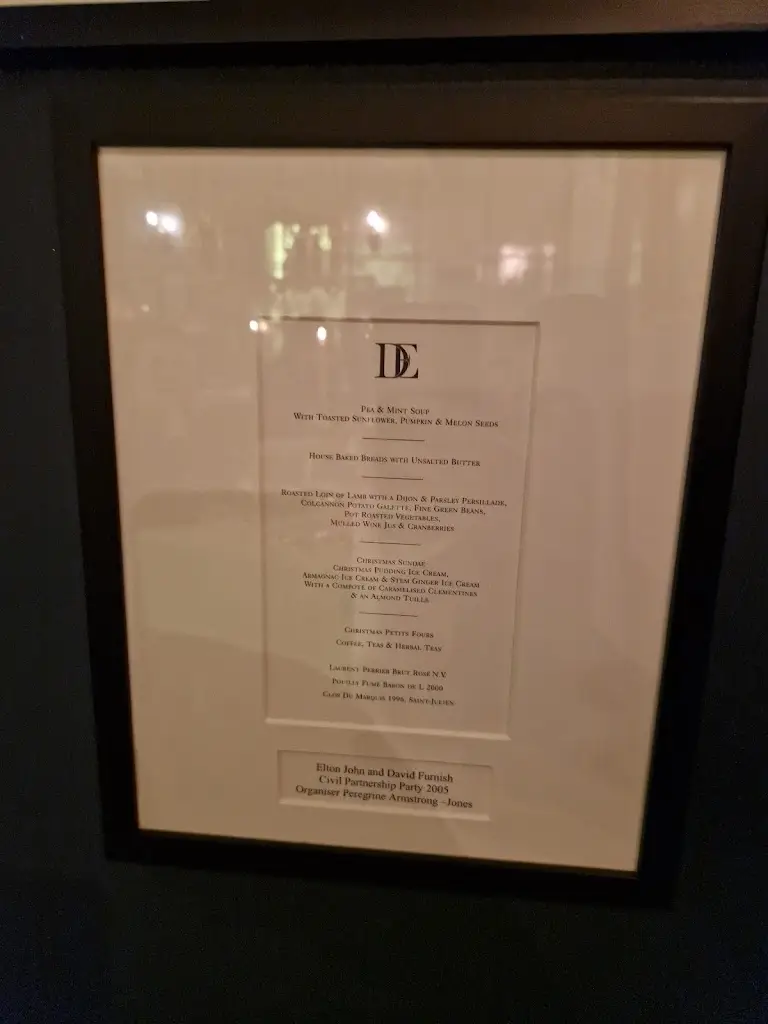 DE
Pea & Mint Soup
With Toasted Sunflower, Pumpkin & Melon Seeds
House Baked Breads with Unsalted Butter
Roasted Loin of Lamb with a Dijon & Parsley Persillade,
Colcannon Potato Galette, Fine Green Beans,
Pot Roasted Vegetables,
Mulled Wine Jus & Cranberries
Christmas Sundae
Christmas Pudding Ice Cream,
Armagnac Ice Cream & Stem Ginger Ice Cream
With a Compote of Caramelised Clementines
& an Almond Tuille
Christmas Petits Fours
Coffee, Teas & Herbal Teas
Laurent Perrier Brut Rosé N.V.
Pouilly Fumé Baron de L 2000
Clos Du Marquis 1996, Saint-Julien
Elton John and David Furnish
Civil Partnership Party 2005
Organiser Peregrine Armstrong -Jones